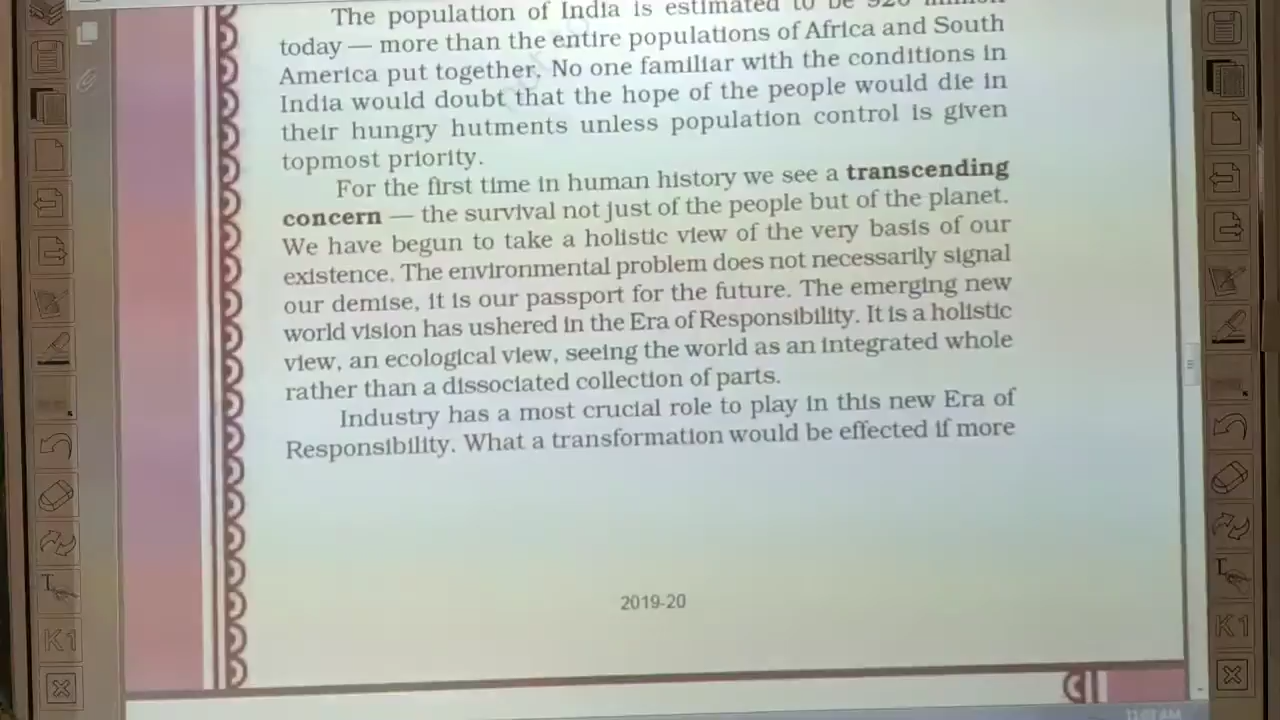 The population of India is estimated to be 920 million
today — more than the entire populations of Africa and South
America put together. No one familiar with the conditions in
India would doubt that the hope of the people would die in
their hungry hutments unless population control is given
topmost priority.
For the first time in human history we see a transcending
concern — the survival not just of the people but of the planet.
We have begun to take a holistic view of the very basis of our
existence. The environmental problem does not necessarily signal
our demise, it is our passport for the future. The emerging new
world vision has ushered in the Era of Responsibility. It is a holistic
view, an ecological view, seeing the world as an integrated whole
rather than a dissociated collection of parts.
Industry has a most crucial role to play in this new Era of
Responsibility. What a transformation would be effected if more
2019-20
K1
K1